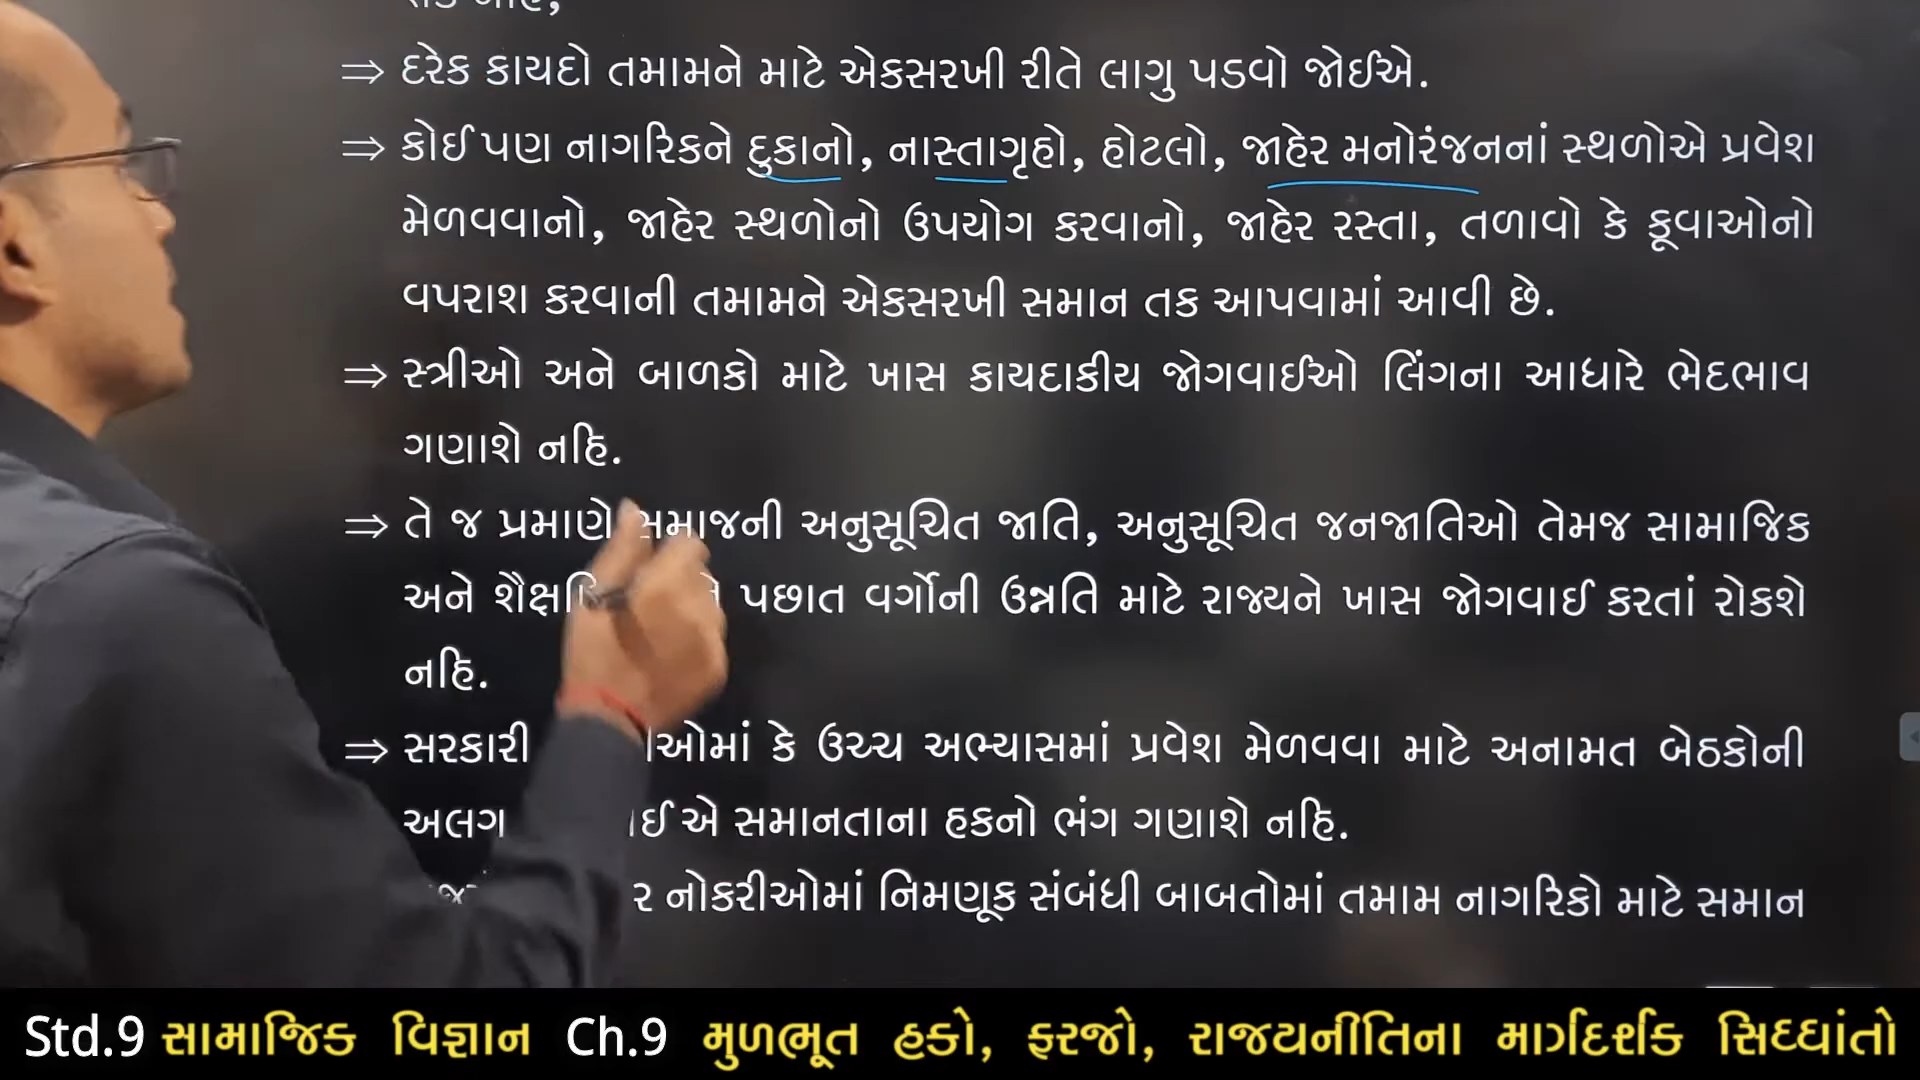 ⇒ દરેક કાયદો તમામને માટે એકસરખી રીતે લાગુ પડવો જોઈએ.
⇒ કોઈ પણ નાગરિકને દુકાનો, નાસ્તાગૃહો, હોટલો, જાહેર મનોરંજનનાં સ્થળોએ પ્રવેશ
મેળવવાનો, જાહેર સ્થળોનો ઉપયોગ કરવાનો, જાહેર રસ્તા, તળાવો કે કૂવાઓનો
વપરાશ કરવાની તમામને એકસરખી સમાન તક આપવામાં આવી છે.
⇒ સ્ત્રીઓ અને બાળકો માટે ખાસ કાયદાકીય જોગવાઈઓ લિંગના આધારે ભેદભાવ
ગણાશે નહિ.
⇒ તે જ પ્રમાણે સમાજની અનુસૂચિત જાતિ, અનુસૂચિત જનજાતિઓ તેમજ સામાજિક
અને પછાત વર્ગોની ઉન્નતિ માટે રાજ્યને ખાસ જોગવાઈ કરતાં રોકશે
નહિ.
⇒ સરકારી કે ઉચ્ચ અભ્યાસમાં પ્રવેશ મેળવવા માટે અનામત બેઠકોની
અલગ એ સમાનતાના હકનો ભંગ ગણાશે નહિ.
નોકરીઓમાં નિમણૂક સંબંધી બાબતોમાં તમામ નાગરિકો માટે સમાન
Std.9 સામાજિક વિજ્ઞાન Ch.9 મુળભૂત હકો, ફરજો, રાજયનીતિના માર્ગદર્શક સિધ્ધાંતો